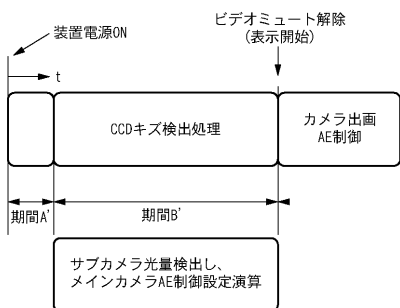 装置電源ON
ビデオミュート解除
(表示開始)
t
CCDキズ検出処理
カメラ出画
AE制御
期間A'
期間B'
サブカメラ光量検出し、
メインカメラAE制御設定演算